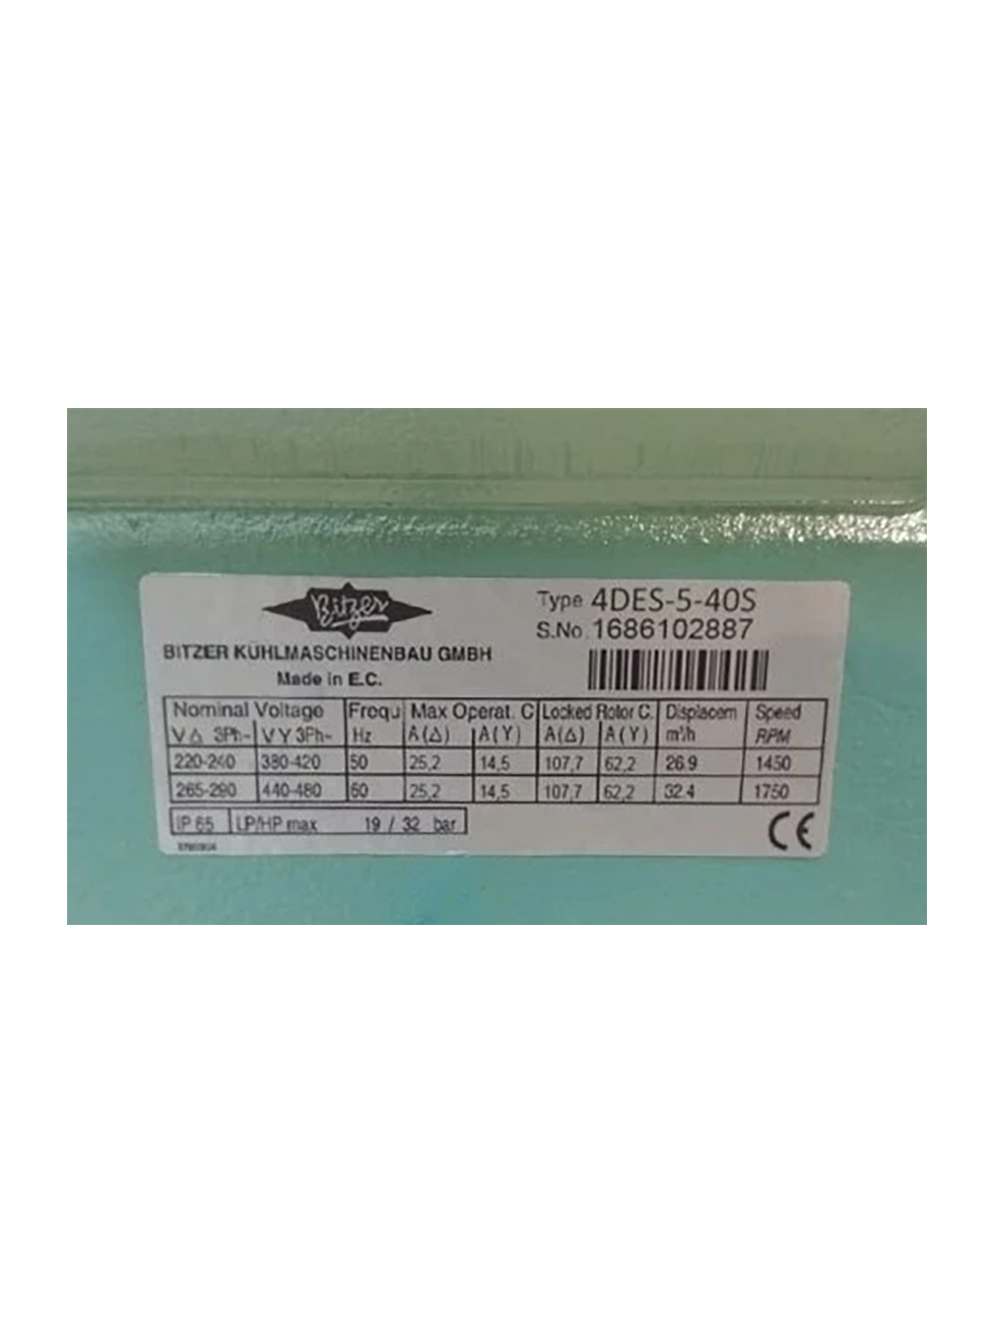 Bitzer
Type 4DES-5-40S
S.No. 1686102887
BITZER KÜHLMASCHINENBAU GMBH
Made in E.C.
Nominal Voltage Frequ Max Operat. C Locked Rotor C. Displacem Speed
V △ 3Ph~ V Y 3Ph~ Hz A (△) A (Y) A (△) A (Y) m³/h RPM
220-240 380-420 50 25,2 14,5 107,7 62,2 26.9 1450
265-290 440-480 60 25,2 14,5 107,7 62,2 32.4 1750
IP 65 LP/HP max 19 / 32 bar
CE